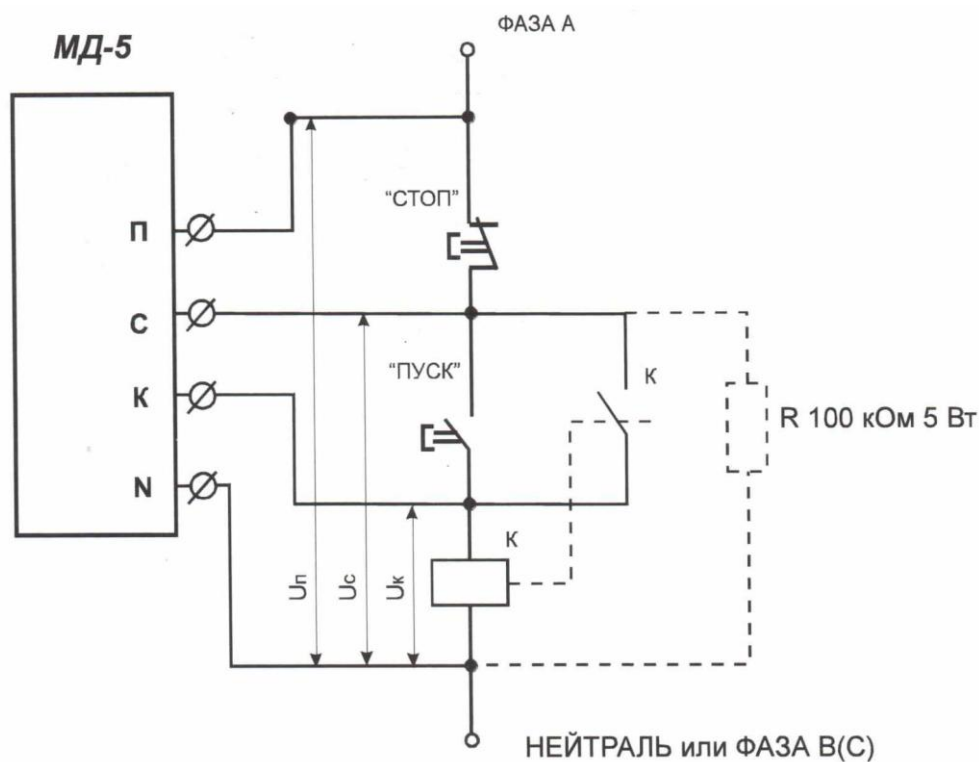 ФАЗА А
МД-5
П
"СТОП"
С
"ПУСК"
К
К
R 100 кОм 5 Вт
N
К
Uп
Uс
Uк
НЕЙТРАЛЬ или ФАЗА В(С)